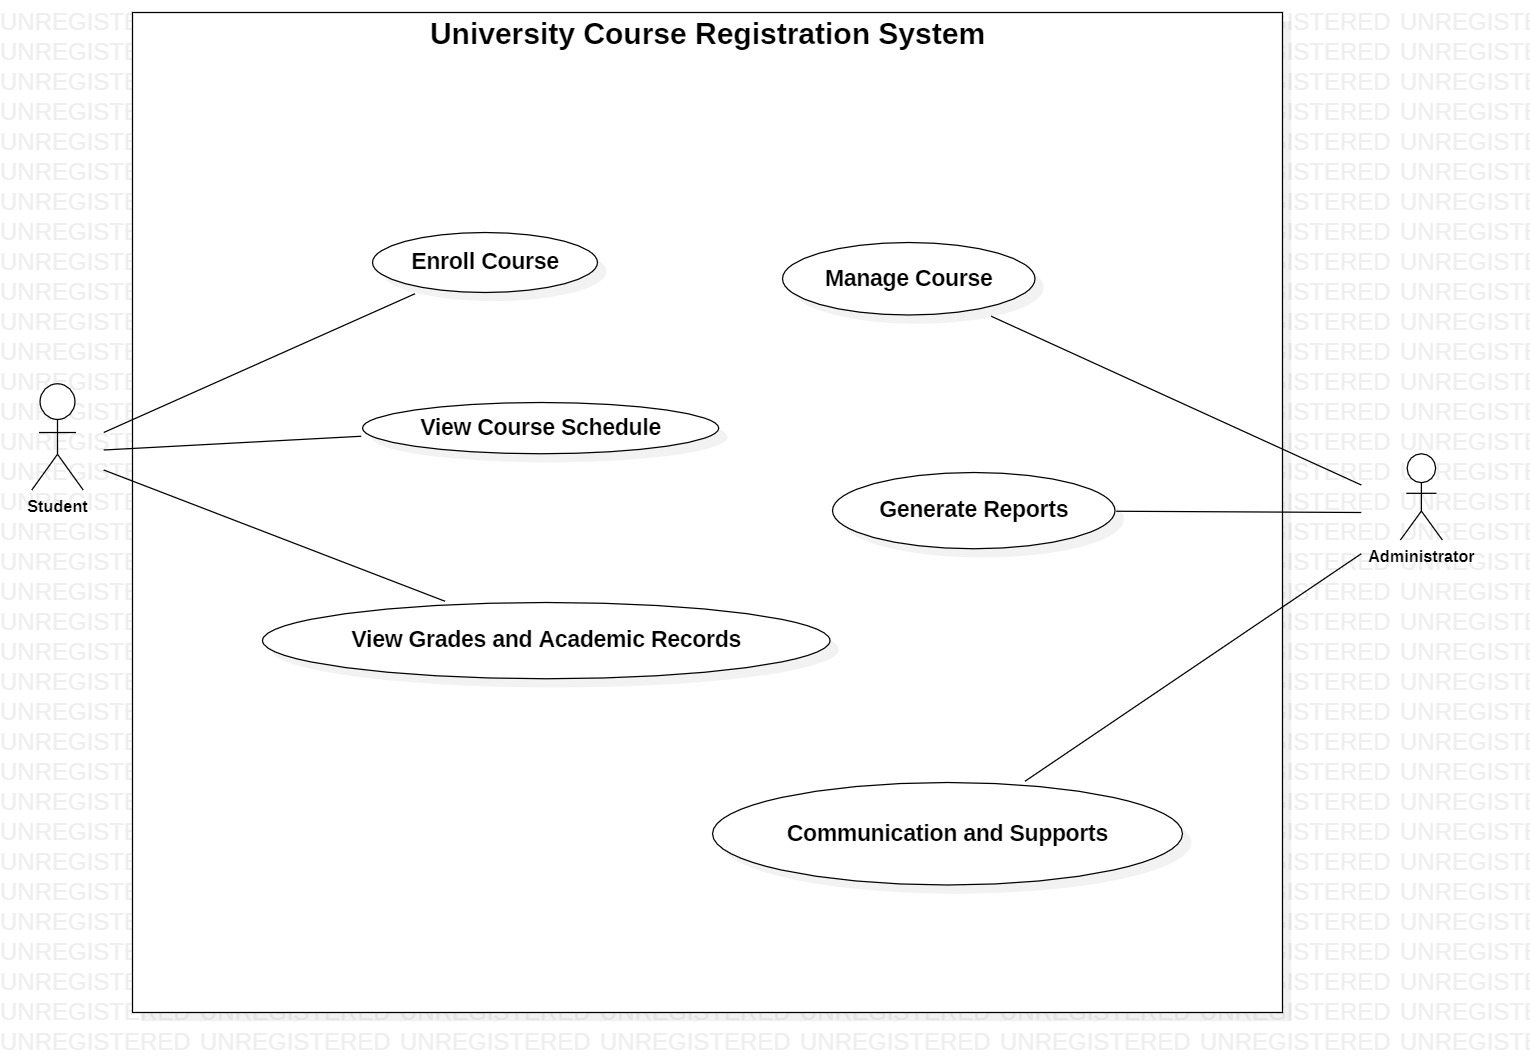 University Course Registration System
Enroll Course
Manage Course
View Course Schedule
Generate Reports
Student
Administrator
View Grades and Academic Records
Communication and Supports
UNREGISTERED UNREGISTERED UNREGISTERED UNREGISTERED UNREGISTERED UNREGISTERED UNREGISTERED